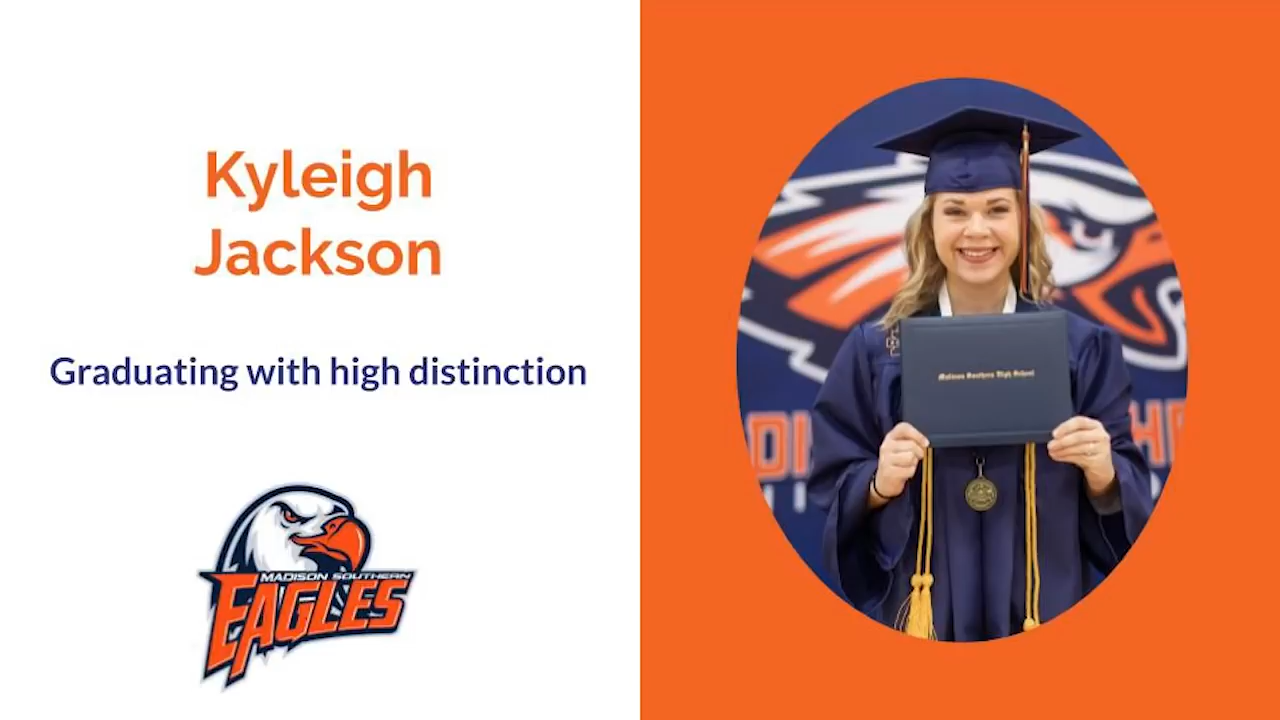 Kyleigh
Jackson
Graduating with high distinction
MADISON SOUTHERN
EAGLES
Madison Southern High School